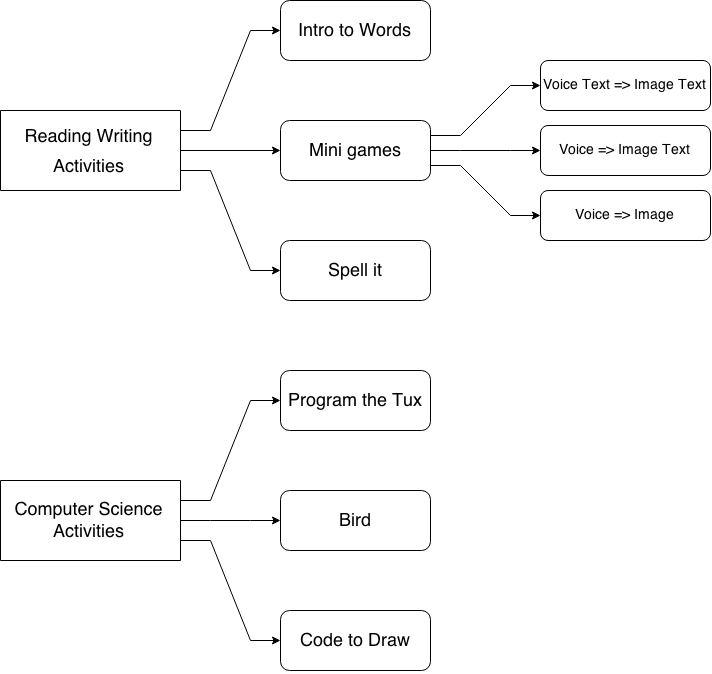 Intro to Words
Reading Writing
Activities
Mini games
Voice Text => Image Text
Voice => Image Text
Voice => Image
Spell it
Program the Tux
Computer Science
Activities
Bird
Code to Draw